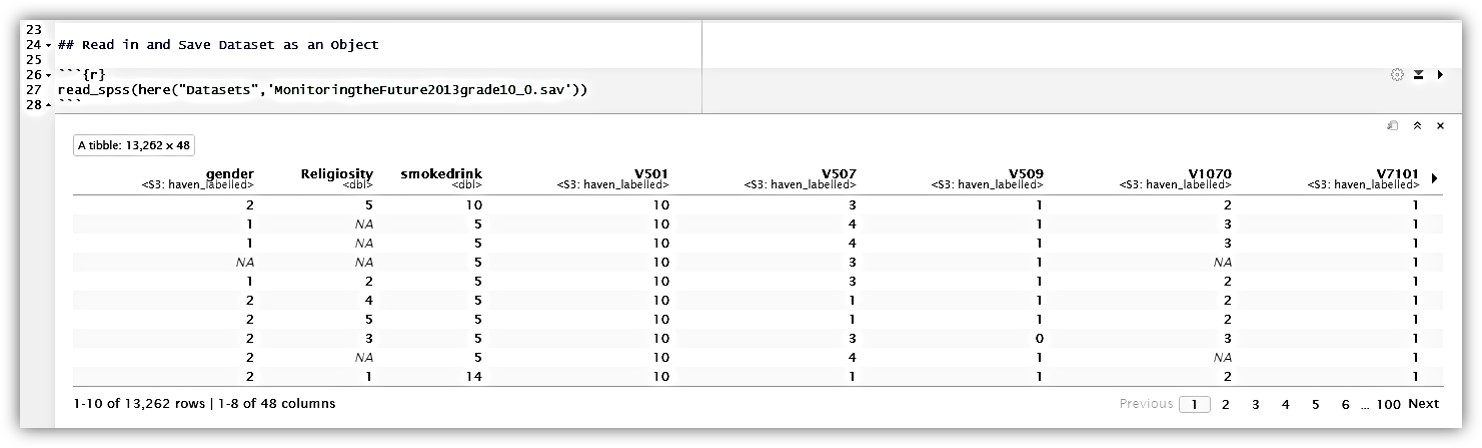 23
24 ## Read in and Save Dataset as an Object
25
26 ```{r}
27 read_spss(here("Datasets",'MonitoringtheFuture2013grade10_0.sav'))
28 ```
A tibble: 13,262 x 48
gender Religiosity smokedrink V501 V507 V509 V1070 V7101
<S3: haven_labelled> <dbl> <dbl> <S3: haven_labelled> <S3: haven_labelled> <S3: haven_labelled> <S3: haven_labelled> <S3: haven_labelled>
2 5 10 10 3 1 2 1
1 NA 5 10 4 1 3 1
1 NA 5 10 4 1 3 1
NA NA 5 10 3 1 NA 1
1 2 5 10 3 1 2 1
2 4 5 10 1 1 2 1
2 5 5 10 1 1 2 1
2 3 5 10 3 0 3 1
2 NA 5 10 4 1 NA 1
2 1 14 10 1 1 2 1
1-10 of 13,262 rows | 1-8 of 48 columns Previous 1 2 3 4 5 6 ... 100 Next